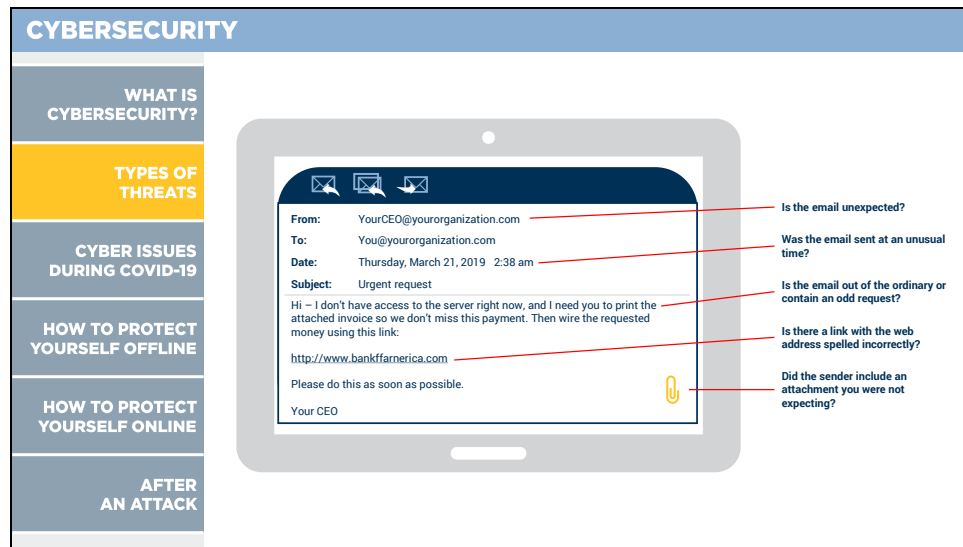 CYBERSECURITY
WHAT IS
CYBERSECURITY?
TYPES OF
THREATS
CYBER ISSUES
DURING COVID-19
HOW TO PROTECT
YOURSELF OFFLINE
HOW TO PROTECT
YOURSELF ONLINE
AFTER
AN ATTACK
From: YourCEO@yourorganization.com
To: You@yourorganization.com
Date: Thursday, March 21, 2019 2:38 am
Subject: Urgent request
Hi – I don't have access to the server right now, and I need you to print the
attached invoice so we don't miss this payment. Then wire the requested
money using this link:
http://www.bankffarnerica.com
Please do this as soon as possible.
Your CEO
Is the email unexpected?
Was the email sent at an unusual
time?
Is the email out of the ordinary or
contain an odd request?
Is there a link with the web
address spelled incorrectly?
Did the sender include an
attachment you were not
expecting?